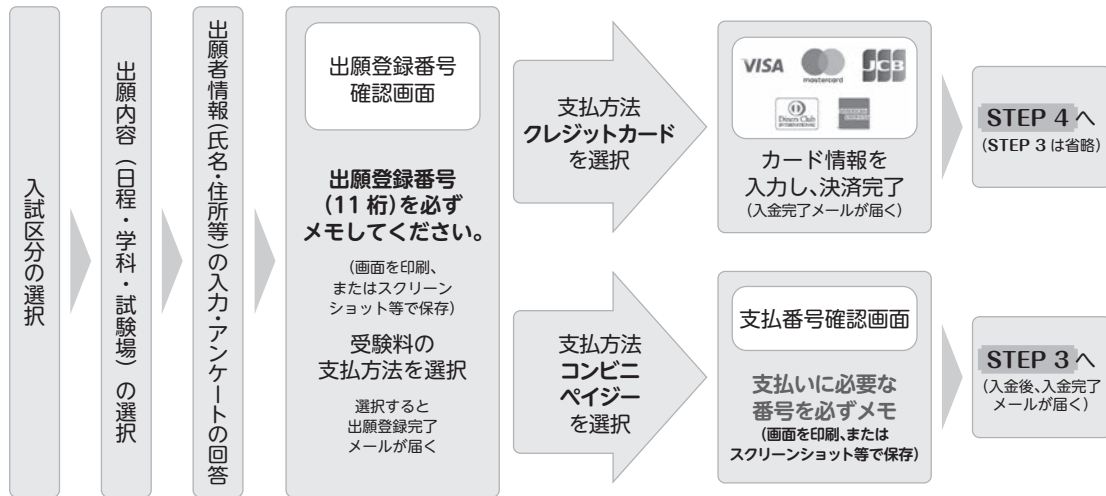 入試区分の選択
出願内容（日程・学科・試験場）の選択
出願者情報（氏名・住所等）の入力・アンケートの回答
出願登録番号
確認画面
出願登録番号
（11桁）を必ず
メモしてください。
（画面を印刷、
またはスクリーン
ショット等で保存）
受験料の
支払方法を選択
選択すると
出願登録完了
メールが届く
支払方法
クレジットカード
を選択
VISA
mastercard
JCB
Diners Club
INTERNATIONAL
AMERICAN EXPRESS
カード情報を
入力し、決済完了
（入金完了メールが届く）
STEP 4 へ
（STEP 3 は省略）
支払方法
コンビニ
ペイジー
を選択
支払番号確認画面
支払いに必要な
番号を必ずメモ
（画面を印刷、または
スクリーンショット等で保存）
STEP 3 へ
（入金後、入金完了
メールが届く）